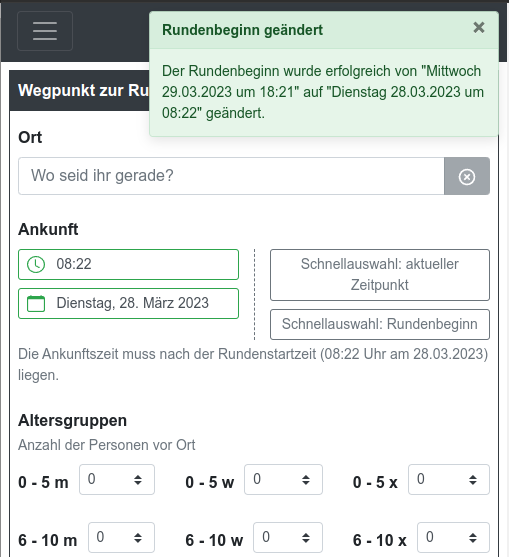 Rundenbeginn geändert
×
Der Rundenbeginn wurde erfolgreich von "Mittwoch
29.03.2023 um 18:21" auf "Dienstag 28.03.2023 um
08:22" geändert.
Wegpunkt zur Ru
Ort
Wo seid ihr gerade?
Ankunft
08:22
Dienstag, 28. März 2023
Schnellauswahl: aktueller
Zeitpunkt
Schnellauswahl: Rundenbeginn
Die Ankunftszeit muss nach der Rundenstartzeit (08:22 Uhr am 28.03.2023)
liegen.
Altersgruppen
Anzahl der Personen vor Ort
0 - 5 m 0 0 - 5 w 0 0 - 5 x 0
6 - 10 m 0 6 - 10 w 0 6 - 10 x 0